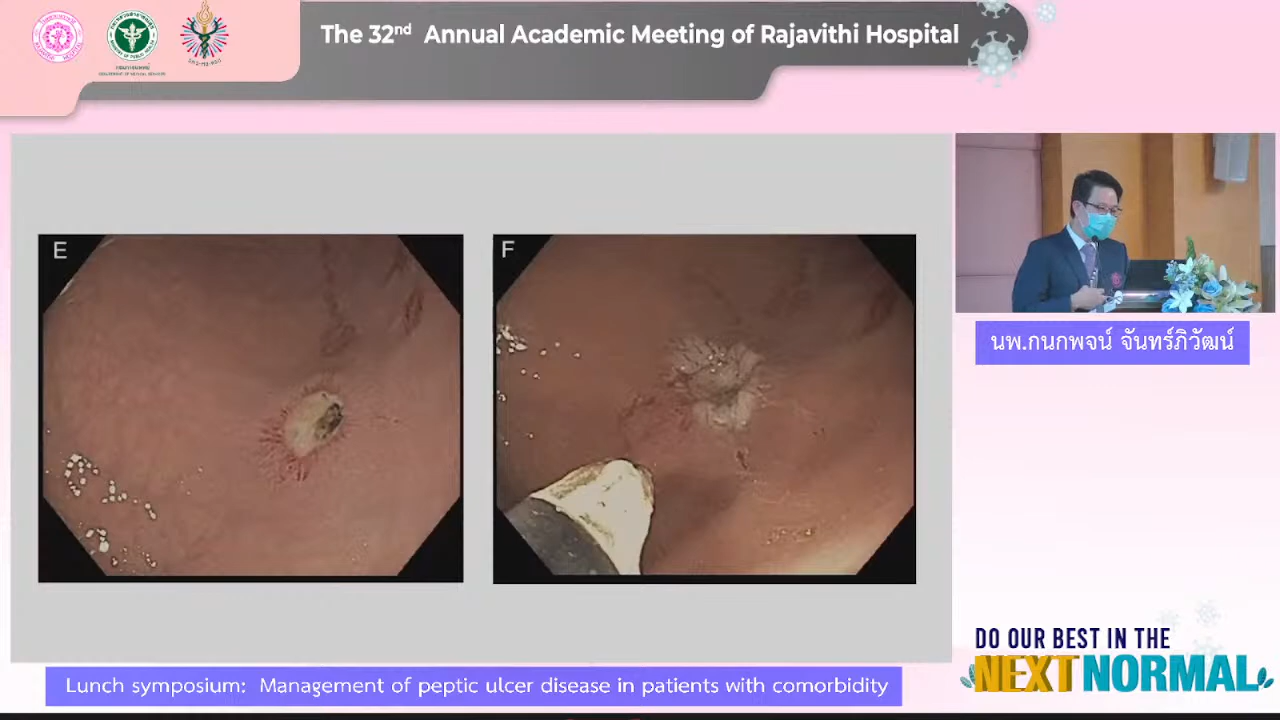 The 32nd Annual Academic Meeting of Rajavithi Hospital
E
F
นพ.กนกพจน์ จันทร์ภิวัฒน์
DO OUR BEST IN THE
NEXT NORMAL
Lunch symposium: Management of peptic ulcer disease in patients with comorbidity